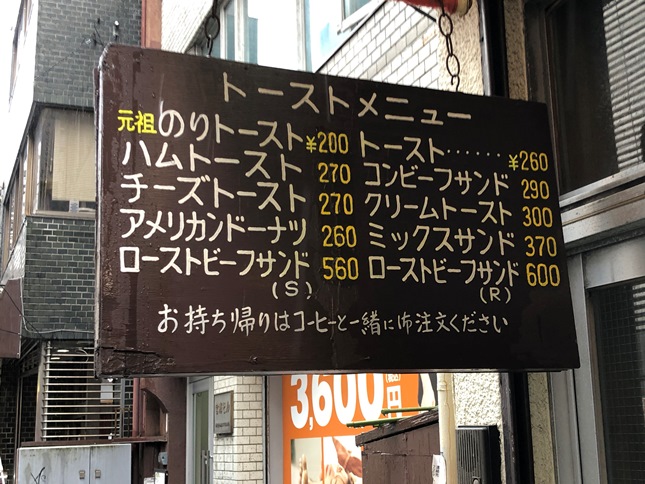 トーストメニュー
元祖のりトースト ¥200
ハムトースト 270
チーズトースト 270
アメリカンドーナツ 260
ローストビーフサンド 560
(S)
トースト‥‥‥ ¥260
コンビーフサンド 290
クリームトースト 300
ミックスサンド 370
ローストビーフサンド 600
(R)
お持ち帰りはコーヒーと一緒に御注文ください
3,600円